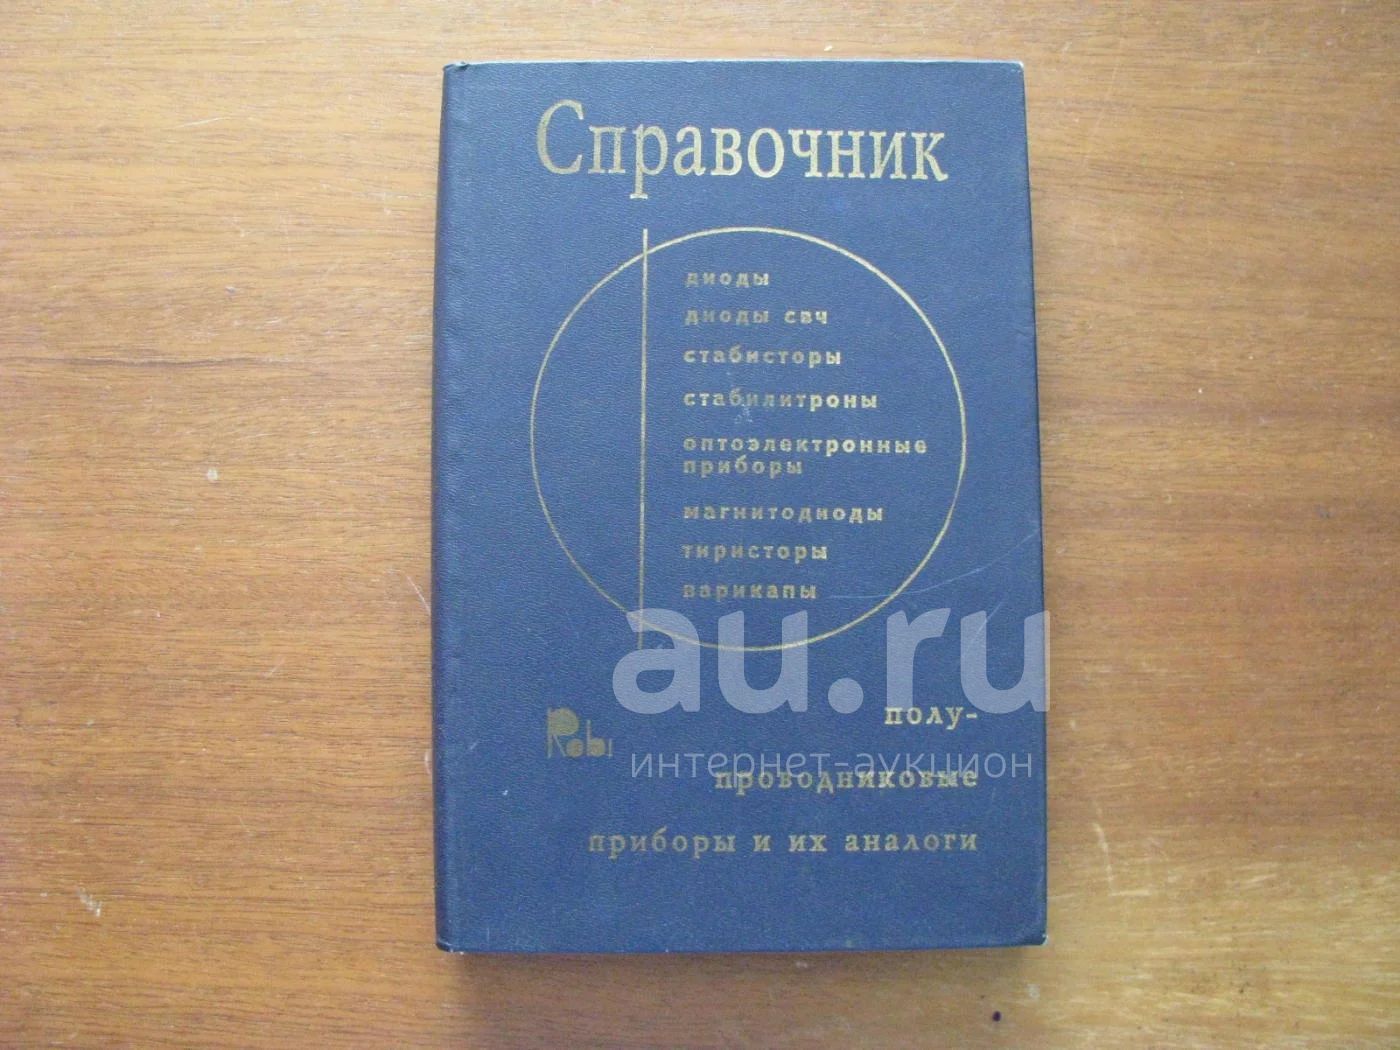 Справочник
диоды
диоды свч
стабисторы
стабилитроны
оптоэлектронные
приборы
магнитодиоды
тиристоры
варикапы
au.ru
полу-
Robi
интернет-аукцион
проводниковые
приборы и их аналоги